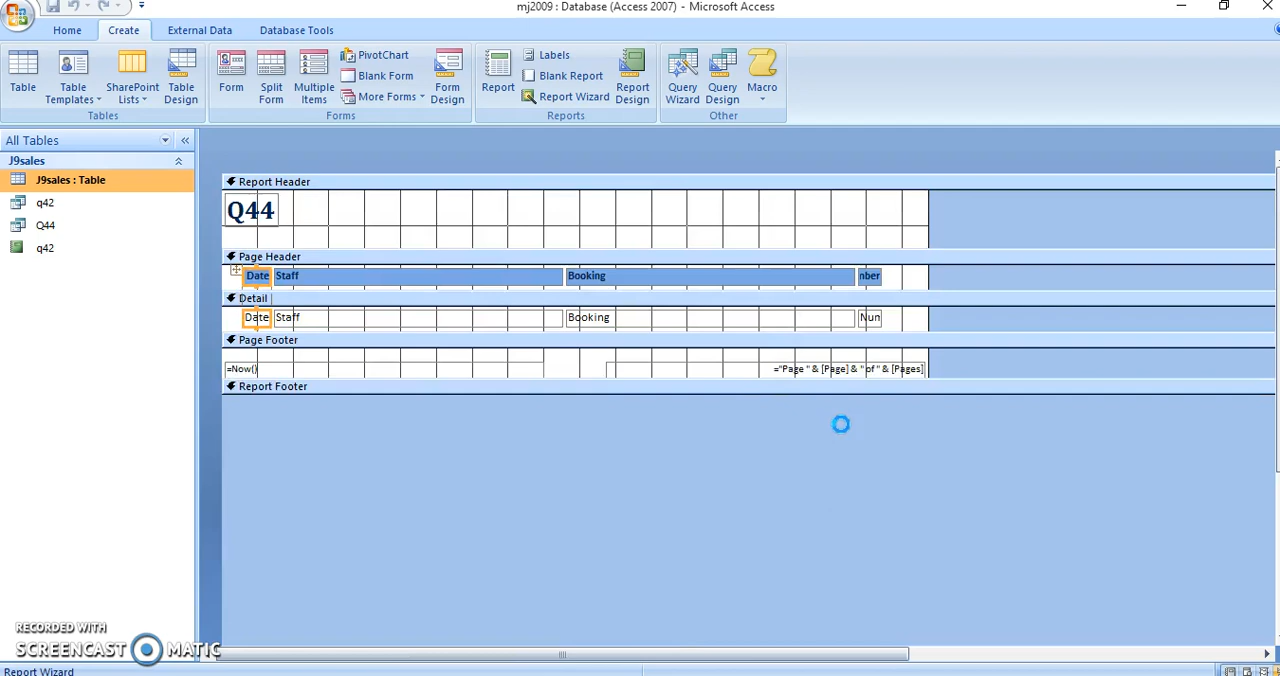 mj2009 : Database (Access 2007) - Microsoft Access
Home Create External Data Database Tools
Table Table Templates SharePoint Lists Table Design
Form Split Form Multiple Items PivotChart Blank Form More Forms Form Design
Report Labels Blank Report Report Wizard Report Design
Query Wizard Query Design Macro
Tables Forms Reports Other
All Tables
J9sales
J9sales : Table
q42
Q44
q42
Report Header
Q44
Page Header
Date Staff Booking nber
Detail
Date Staff Booking Nun
Page Footer
=Now() ="Page " & [Page] & " of " & [Pages]
Report Footer
RECORDED WITH
SCREENCAST MATIC
Report Wizard